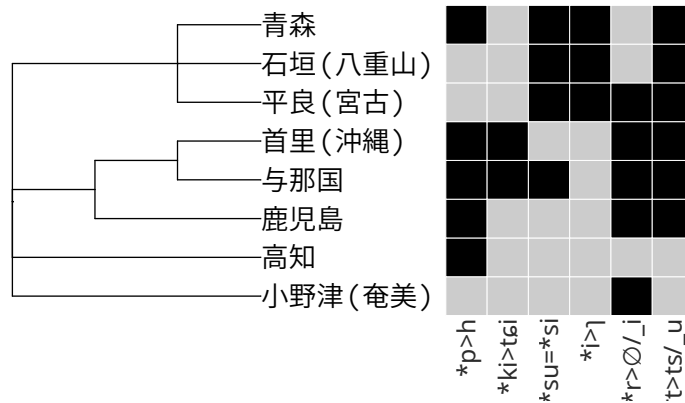 青森
石垣(八重山)
平良(宮古)
首里(沖縄)
与那国
鹿児島
高知
小野津(奄美)
*p>h
*ki>tɕi
*su=*si
*i>ɿ
*r>∅/_i
*t>ts/_u